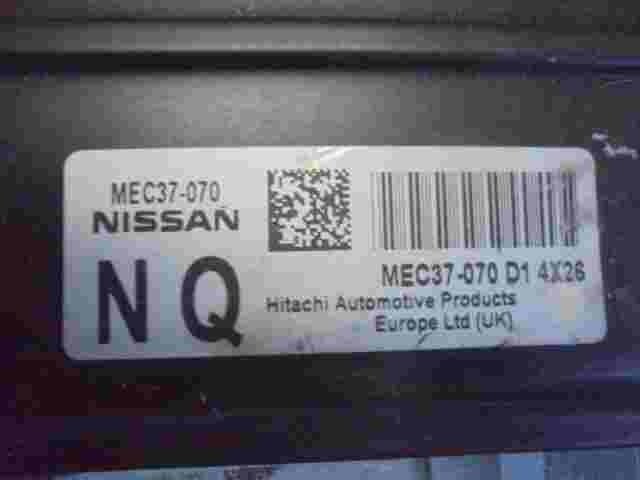 MEC37-070
NISSAN
N Q
MEC37-070 D1 4X26
Hitachi Automotive Products
Europe Ltd (UK)